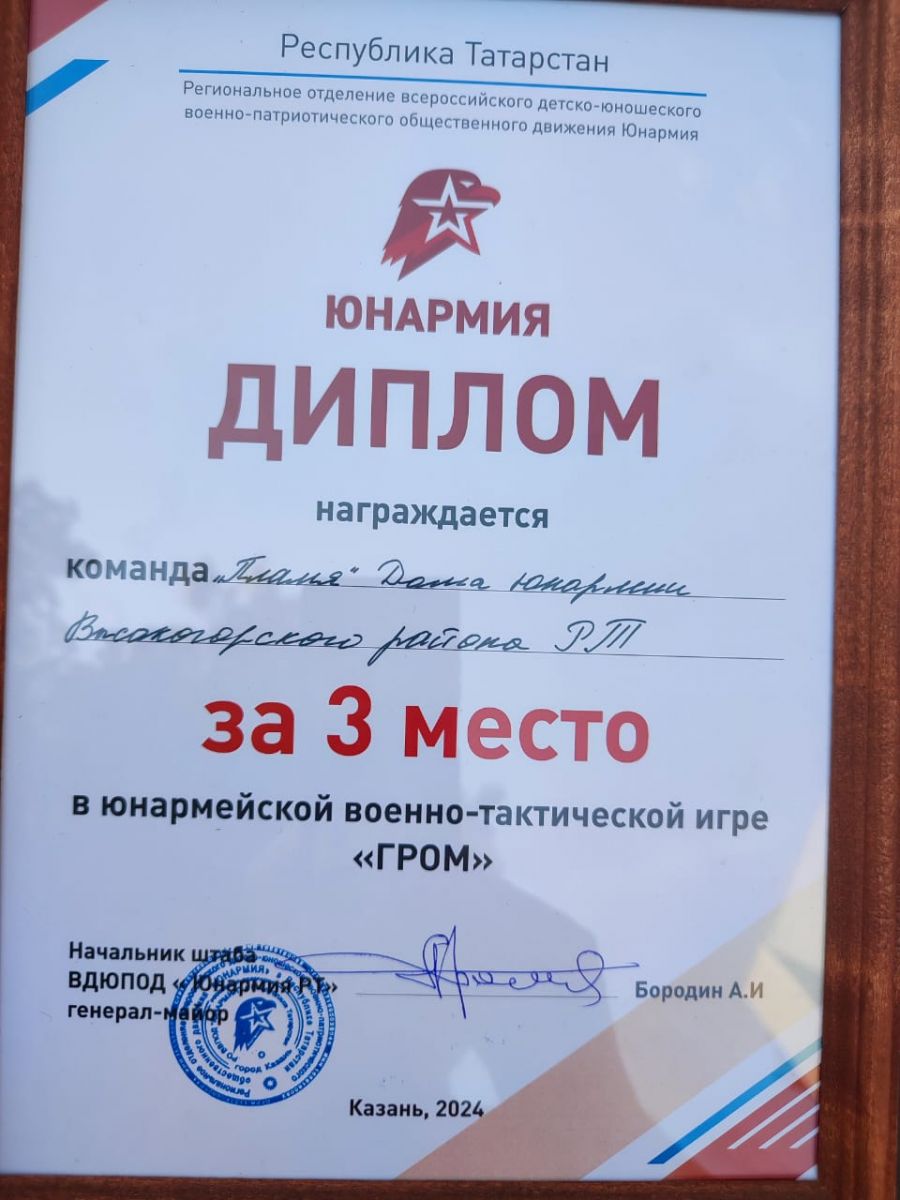 Республика Татарстан
Региональное отделение всероссийского детско-юношеского
военно-патриотического общественного движения Юнармия
ЮНАРМИЯ
ДИПЛОМ
награждается
команда „Пламя“ Дома юнармии
Высокогорского района РТ
за 3 место
в юнармейской военно-тактической игре
«ГРОМ»
Начальник штаба
ВДЮПОД « Юнармия РТ»
генерал-майор
Бородин А.И
город Казань
Казань, 2024